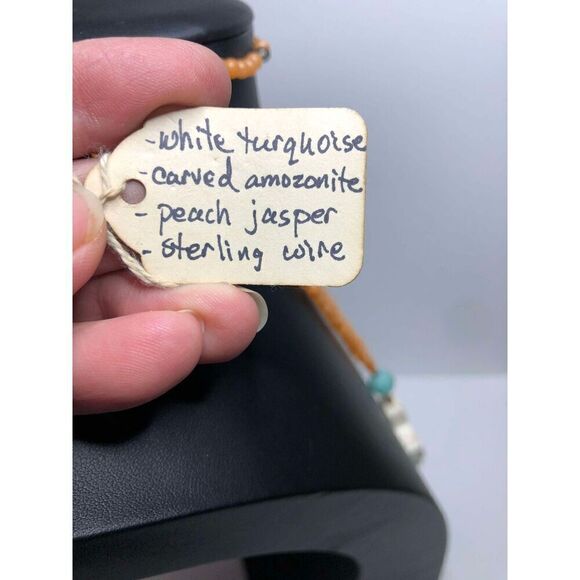 - white turquoise
- carved amozonite
- peach jasper
- sterling wire